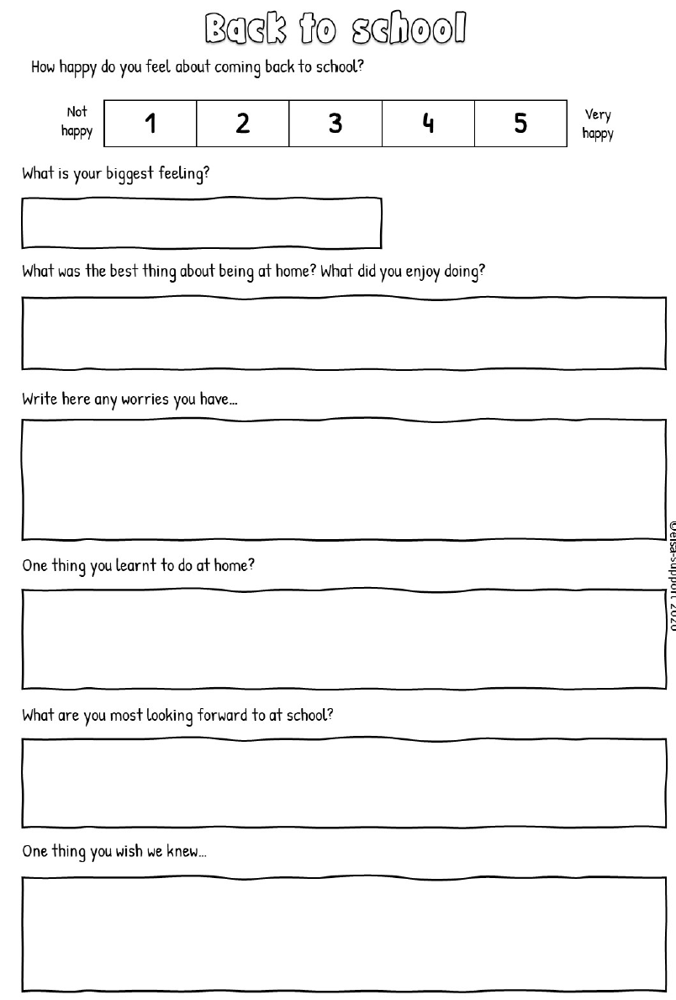 Back to school
How happy do you feel about coming back to school?
Not happy
1 2 3 4 5
Very happy
What is your biggest feeling?
What was the best thing about being at home? What did you enjoy doing?
Write here any worries you have...
One thing you learnt to do at home?
What are you most looking forward to at school?
One thing you wish we knew...
©elsa-support 2020